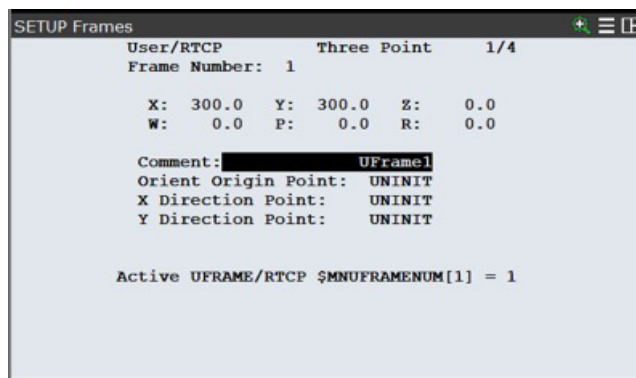 SETUP Frames
User/RTCP Three Point 1/4
Frame Number: 1
X: 300.0 Y: 300.0 Z: 0.0
W: 0.0 P: 0.0 R: 0.0
Comment: UFrame1
Orient Origin Point: UNINIT
X Direction Point: UNINIT
Y Direction Point: UNINIT
Active UFRAME/RTCP $MNUFRAMENUM[1] = 1